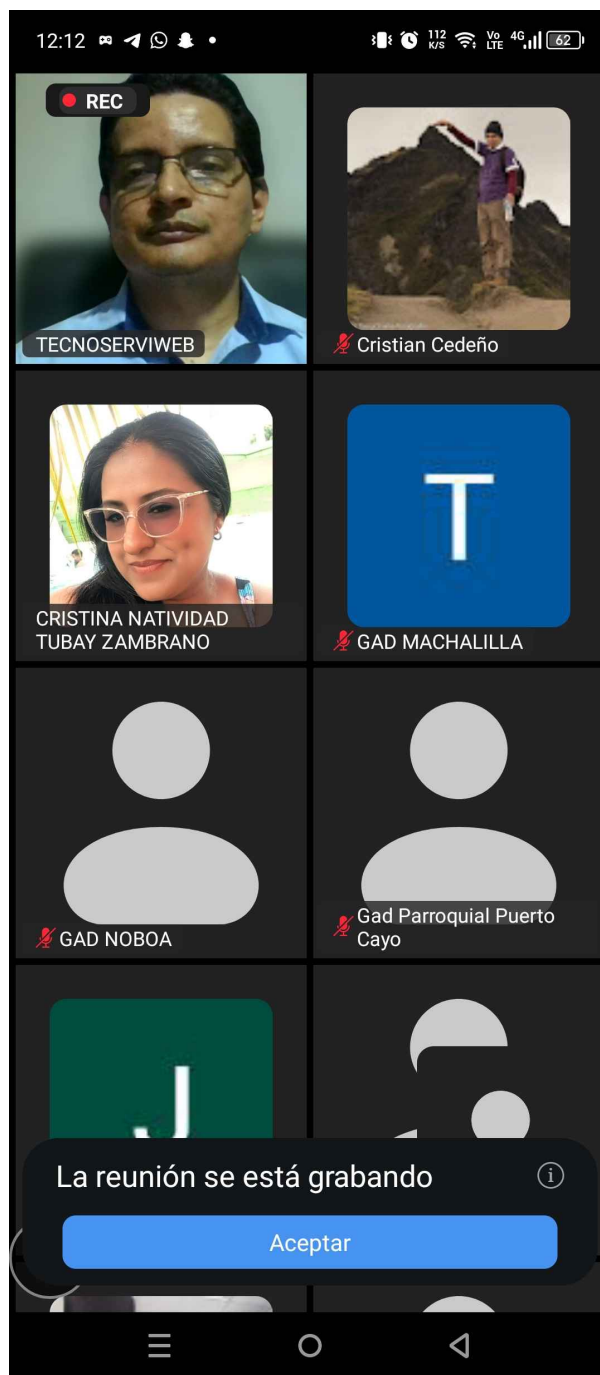 12:12
112
K/S
Vo
LTE
4G
62
REC
TECNOSERVIWEB
Cristian Cedeño
CRISTINA NATIVIDAD
TUBAY ZAMBRANO
T
GAD MACHALILLA
GAD NOBOA
Gad Parroquial Puerto
Cayo
J
La reunión se está grabando
Aceptar